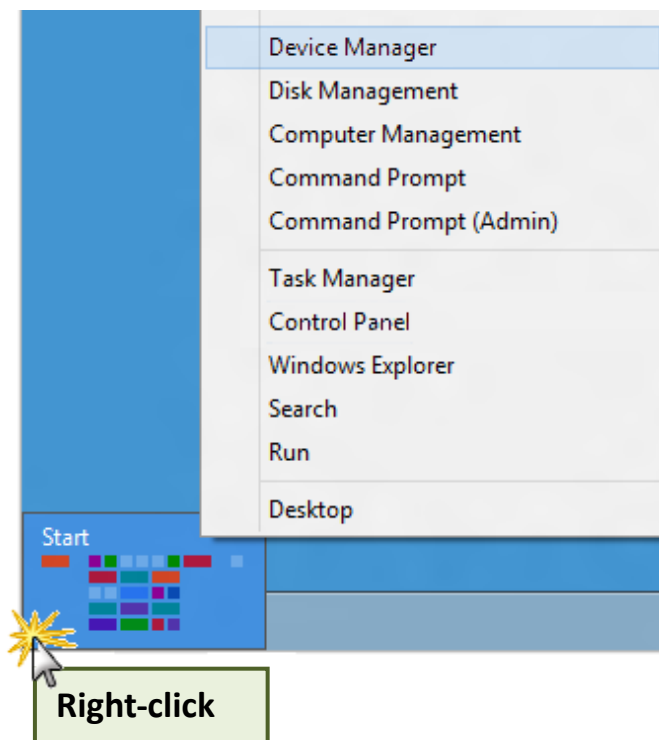 Device Manager
Disk Management
Computer Management
Command Prompt
Command Prompt (Admin)
Task Manager
Control Panel
Windows Explorer
Search
Run
Desktop
Start
Right-click